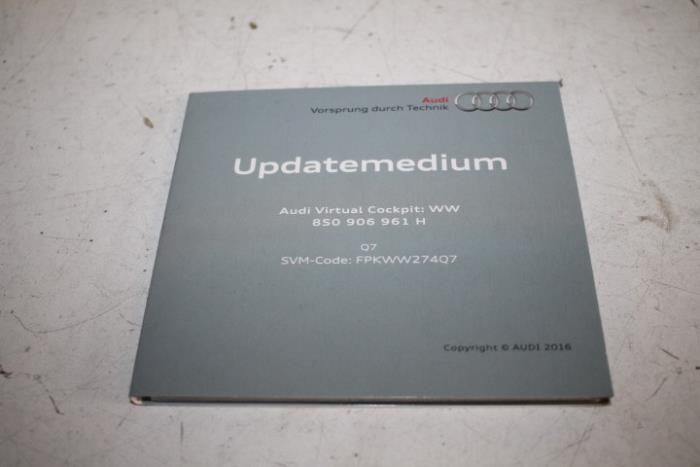 Audi
Vorsprung durch Technik
Updatemedium
Audi Virtual Cockpit: WW
8S0 906 961 H
Q7
SVM-Code: FPKWW274Q7
Copyright © AUDI 2016